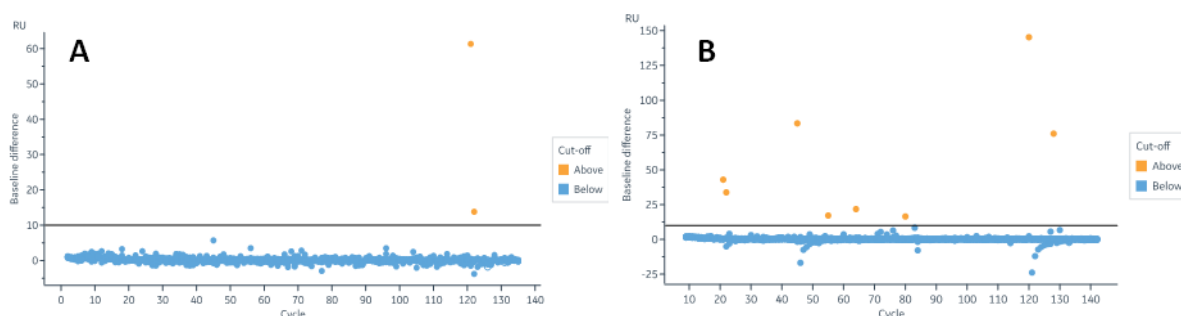 RU
A
60
50
40
30
20
10
0
Baseline difference
0 10 20 30 40 50 60 70 80 90 100 110 120 130 140
Cycle
Cut-off
Above
Below
RU
B
150
125
100
75
50
25
0
-25
Baseline difference
10 20 30 40 50 60 70 80 90 100 110 120 130 140
Cycle
Cut-off
Above
Below